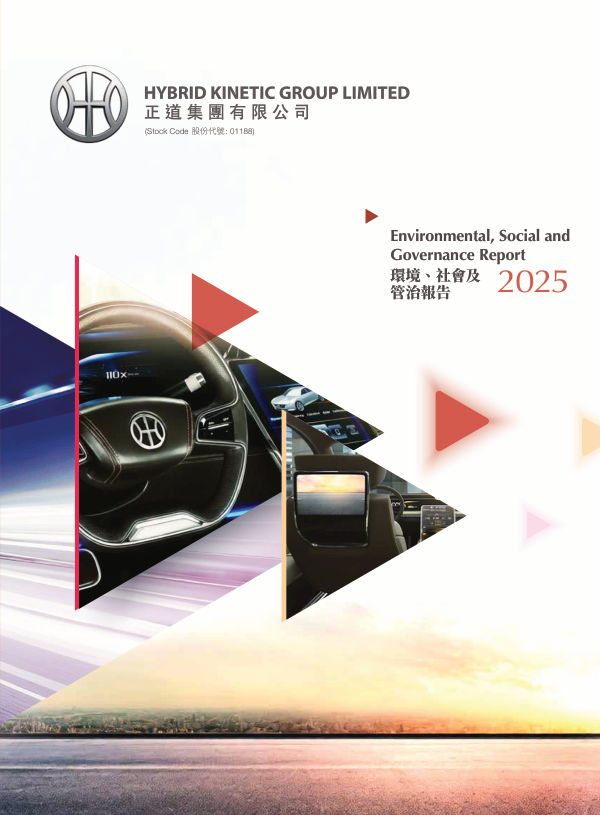 HYBRID KINETIC GROUP LIMITED
正道集團有限公司
(Stock Code 股份代號: 01188)
Environmental, Social and
Governance Report
環境、社會及
管治報告
2025
110x